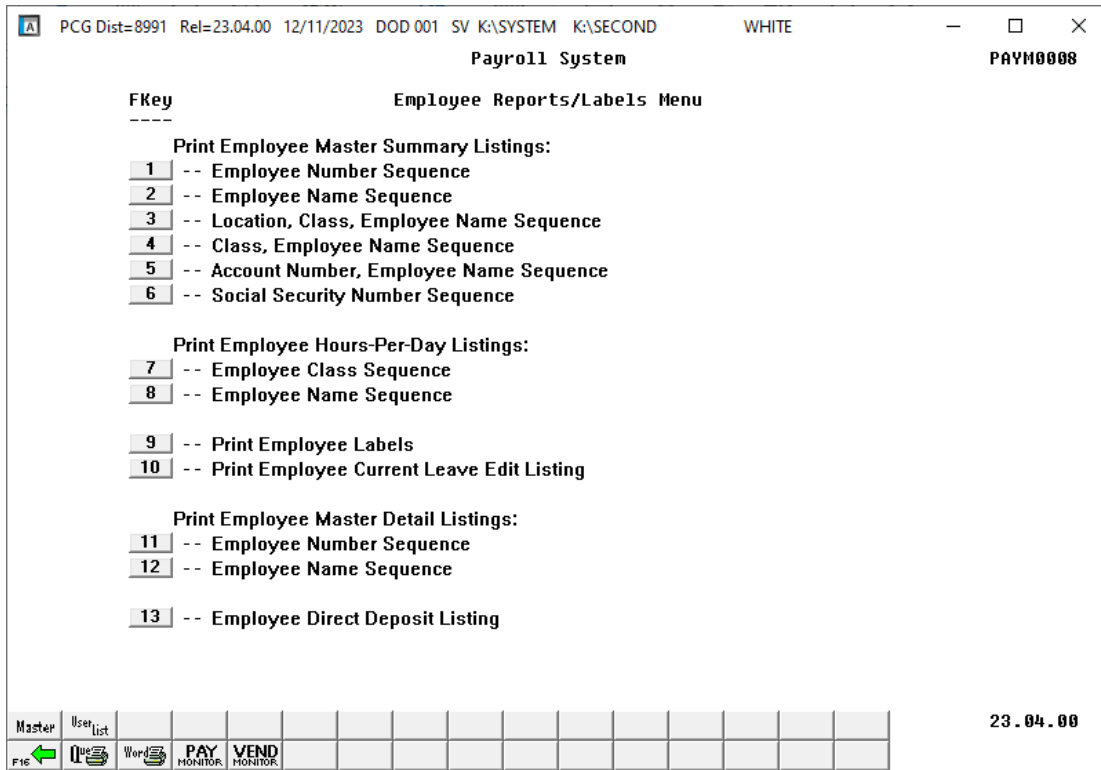 A PCG Dist=8991 Rel=23.04.00 12/11/2023 DOD 001 SV K:\SYSTEM K:\SECOND WHITE
Payroll System PAYM0008
FKey Employee Reports/Labels Menu
----
Print Employee Master Summary Listings:
1 -- Employee Number Sequence
2 -- Employee Name Sequence
3 -- Location, Class, Employee Name Sequence
4 -- Class, Employee Name Sequence
5 -- Account Number, Employee Name Sequence
6 -- Social Security Number Sequence
Print Employee Hours-Per-Day Listings:
7 -- Employee Class Sequence
8 -- Employee Name Sequence
9 -- Print Employee Labels
10 -- Print Employee Current Leave Edit Listing
Print Employee Master Detail Listings:
11 -- Employee Number Sequence
12 -- Employee Name Sequence
13 -- Employee Direct Deposit Listing
Master User List 23.04.00
F16 Que Word PAY MONITOR VEND MONITOR